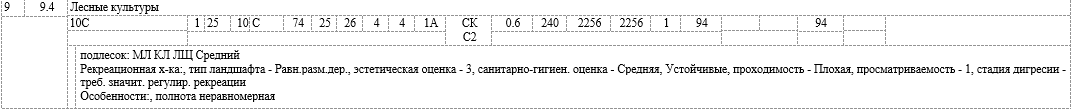 9 9.4 Лесные культуры
10С 1 25 10 С 74 25 26 4 4 1А СК 0.6 240 2256 2256 1 94 94
С2
подлесок: МЛ КЛ ЛЩ Средний
Рекреационная х-ка:, тип ландшафта - Равн.разм.дер., эстетическая оценка - 3, санитарно-гигиен. оценка - Средняя, Устойчивые, проходимость - Плохая, просматриваемость - 1, стадия дигресии -
треб. значит. регулир. рекреации
Особенности:, полнота неравномерная